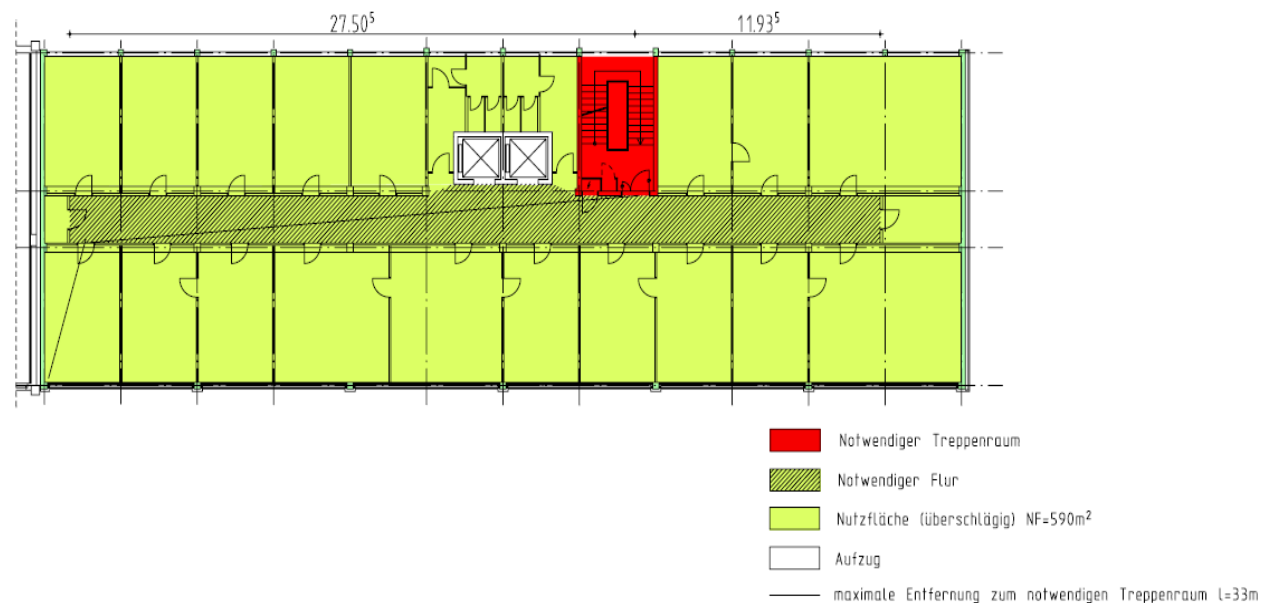 27.50⁵ 11.93⁵
Notwendiger Treppenraum
Notwendiger Flur
Nutzfläche (überschlägig) NF=590m²
Aufzug
maximale Entfernung zum notwendigen Treppenraum l=33m